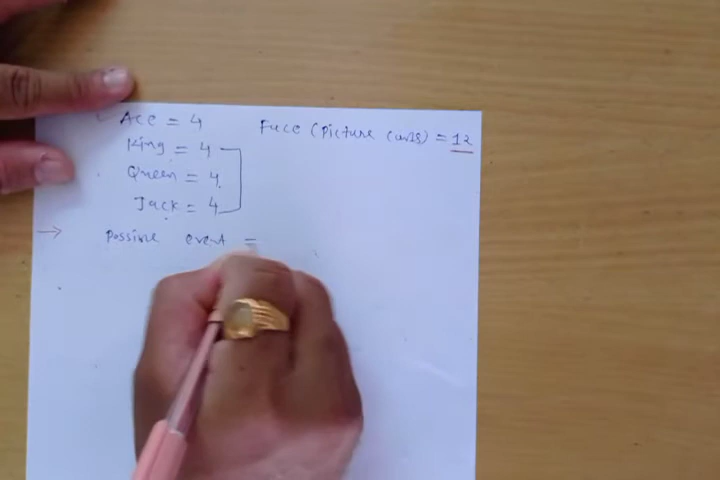 Ace = 4
Face (picture cards) = 12
King = 4
Queen = 4
Jack = 4
→ Possible event =